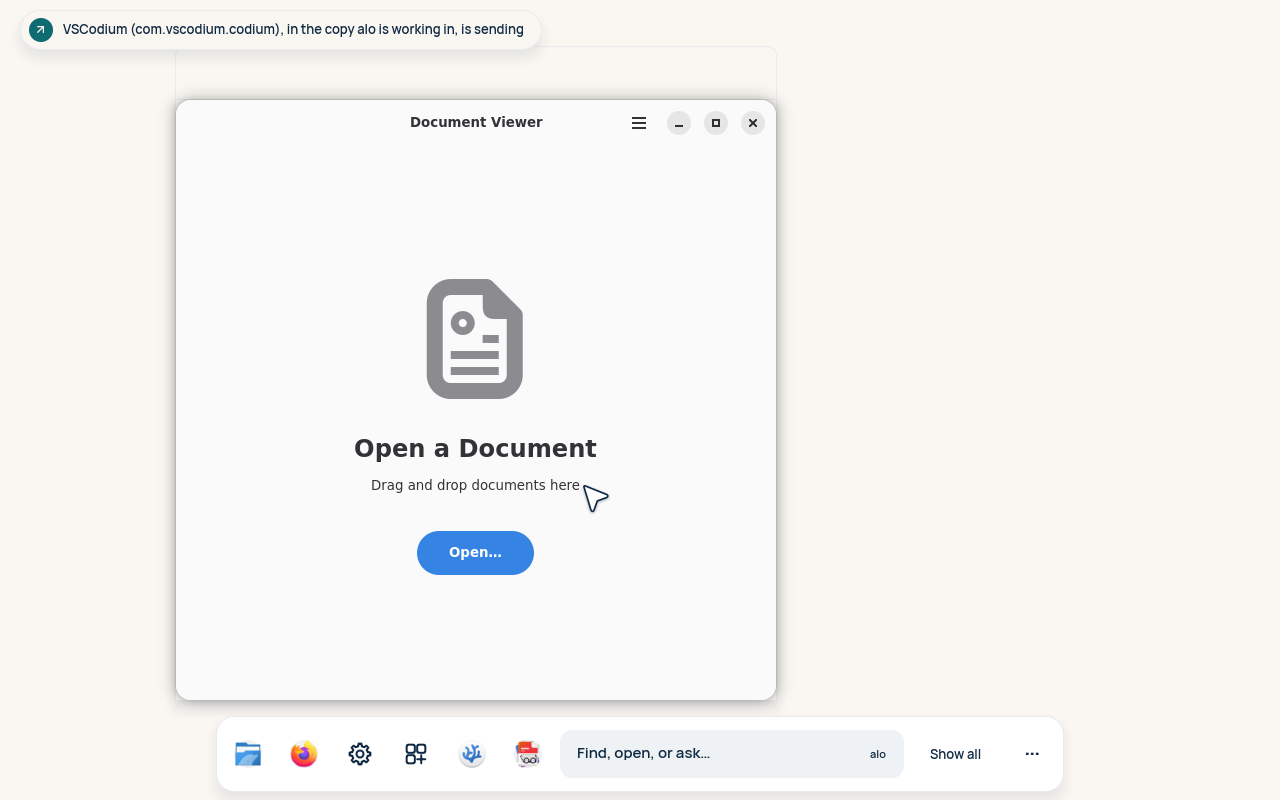 VSCodium (com.vscodium.codium), in the copy alo is working in, is sending
Document Viewer
Open a Document
Drag and drop documents here
Open...
Find, open, or ask...
alo
Show all